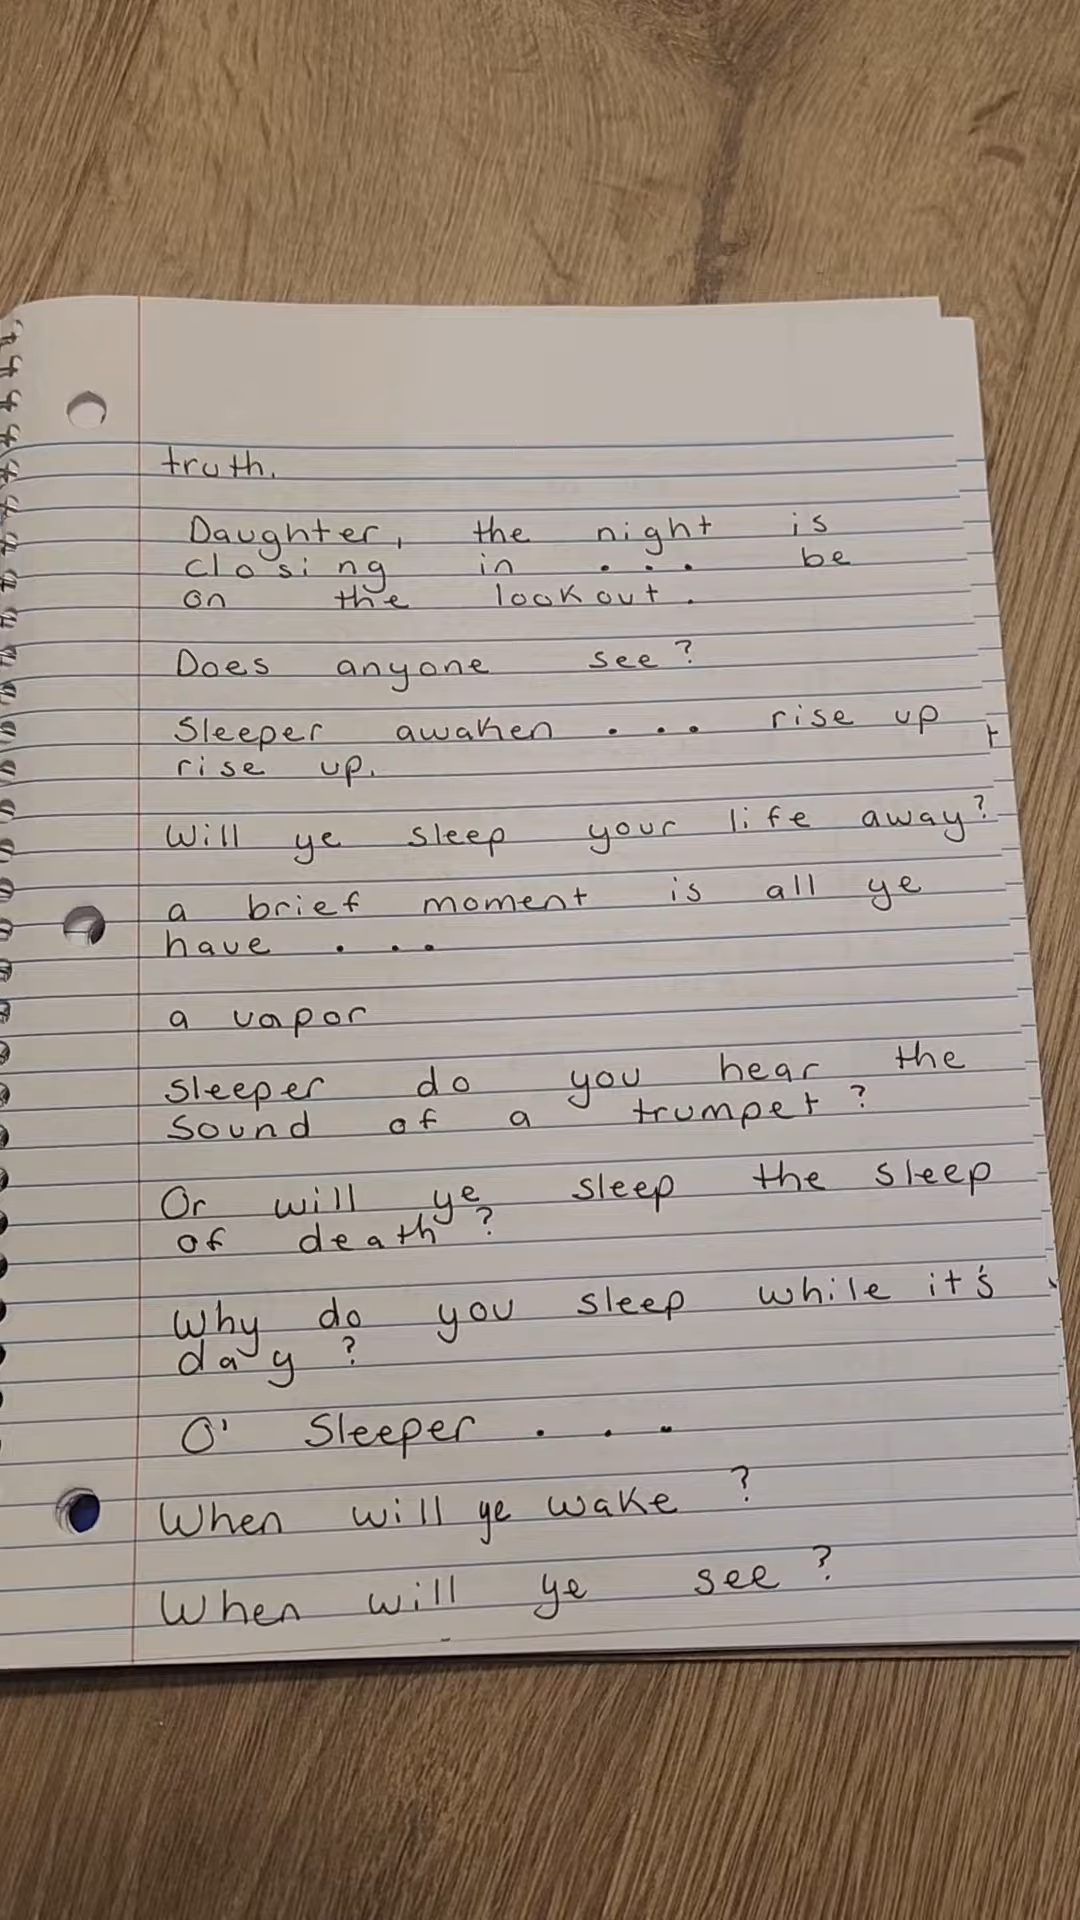 truth.
Daughter, the night is
closing in . . . be
on the lookout.
Does anyone see?
Sleeper awaken . . . rise up
rise up.
Will ye sleep your life away?
a brief moment is all ye
have . . .
a vapor
Sleeper do you hear the
sound of a trumpet?
Or will ye sleep the sleep
of death?
Why do you sleep while it's
day?
O' Sleeper . . .
When will ye wake?
When will ye see?